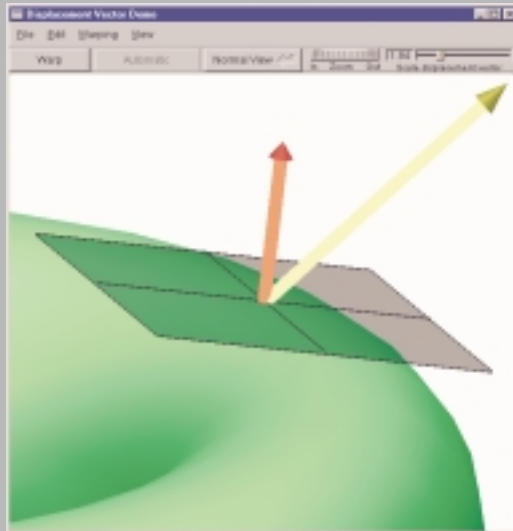 Displacement Vector Demo
File Edit Warping View
Warp Automatic Normal View
In Zoom Out Scale displacement vector